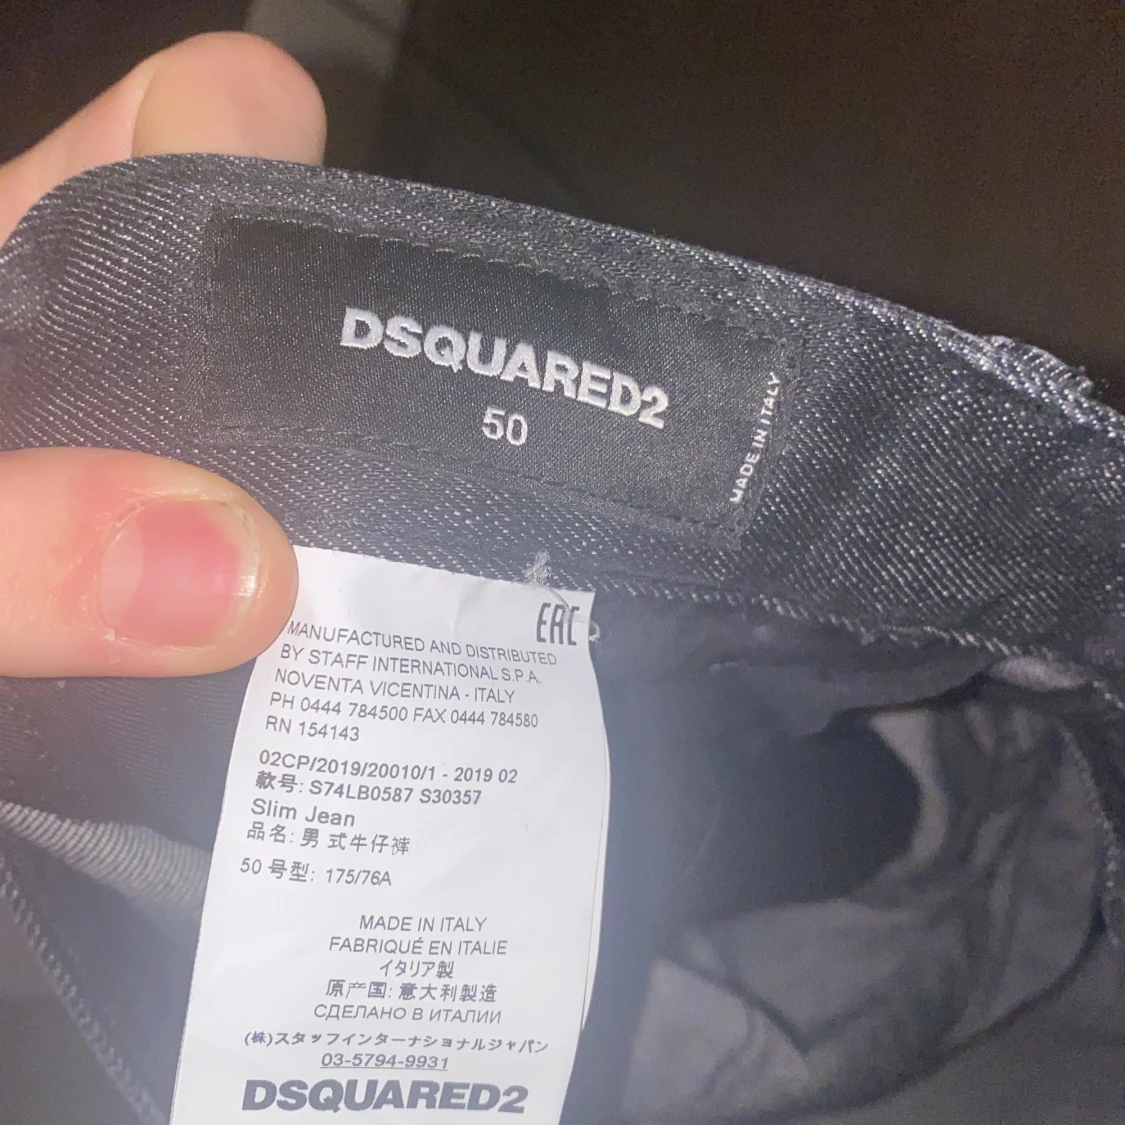 DSQUARED2
50
MADE IN ITALY
EAC
MANUFACTURED AND DISTRIBUTED
BY STAFF INTERNATIONAL S.P.A.
NOVENTA VICENTINA - ITALY
PH 0444 784500 FAX 0444 784580
RN 154143
02CP/2019/20010/1 - 2019 02
款号: S74LB0587 S30357
Slim Jean
品名: 男 式牛仔裤
50 号型: 175/76A
MADE IN ITALY
FABRIQUÉ EN ITALIE
イタリア製
原产国: 意大利製造
СДЕЛАНО В ИТАЛИИ
(株)スタッフインターナショナルジャパン
03-5794-9931
DSQUARED2